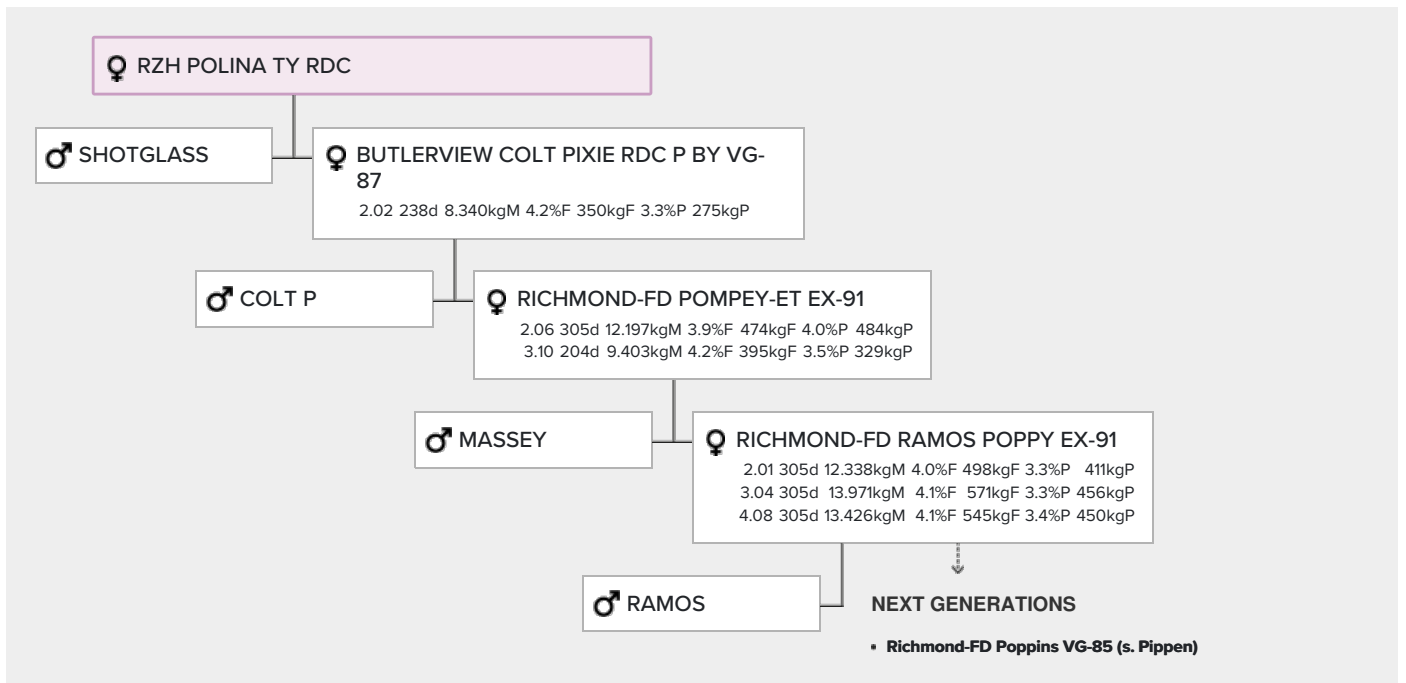 RZH POLINA TY RDC
SHOTGLASS
BUTLERVIEW COLT PIXIE RDC P BY VG-
87
2.02 238d 8.340kgM 4.2%F 350kgF 3.3%P 275kgP
COLT P
RICHMOND-FD POMPEY-ET EX-91
2.06 305d 12.197kgM 3.9%F 474kgF 4.0%P 484kgP
3.10 204d 9.403kgM 4.2%F 395kgF 3.5%P 329kgP
MASSEY
RICHMOND-FD RAMOS POPPY EX-91
2.01 305d 12.338kgM 4.0%F 498kgF 3.3%P 411kgP
3.04 305d 13.971kgM 4.1%F 571kgF 3.3%P 456kgP
4.08 305d 13.426kgM 4.1%F 545kgF 3.4%P 450kgP
RAMOS
NEXT GENERATIONS
• Richmond-FD Poppins VG-85 (s. Pippen)